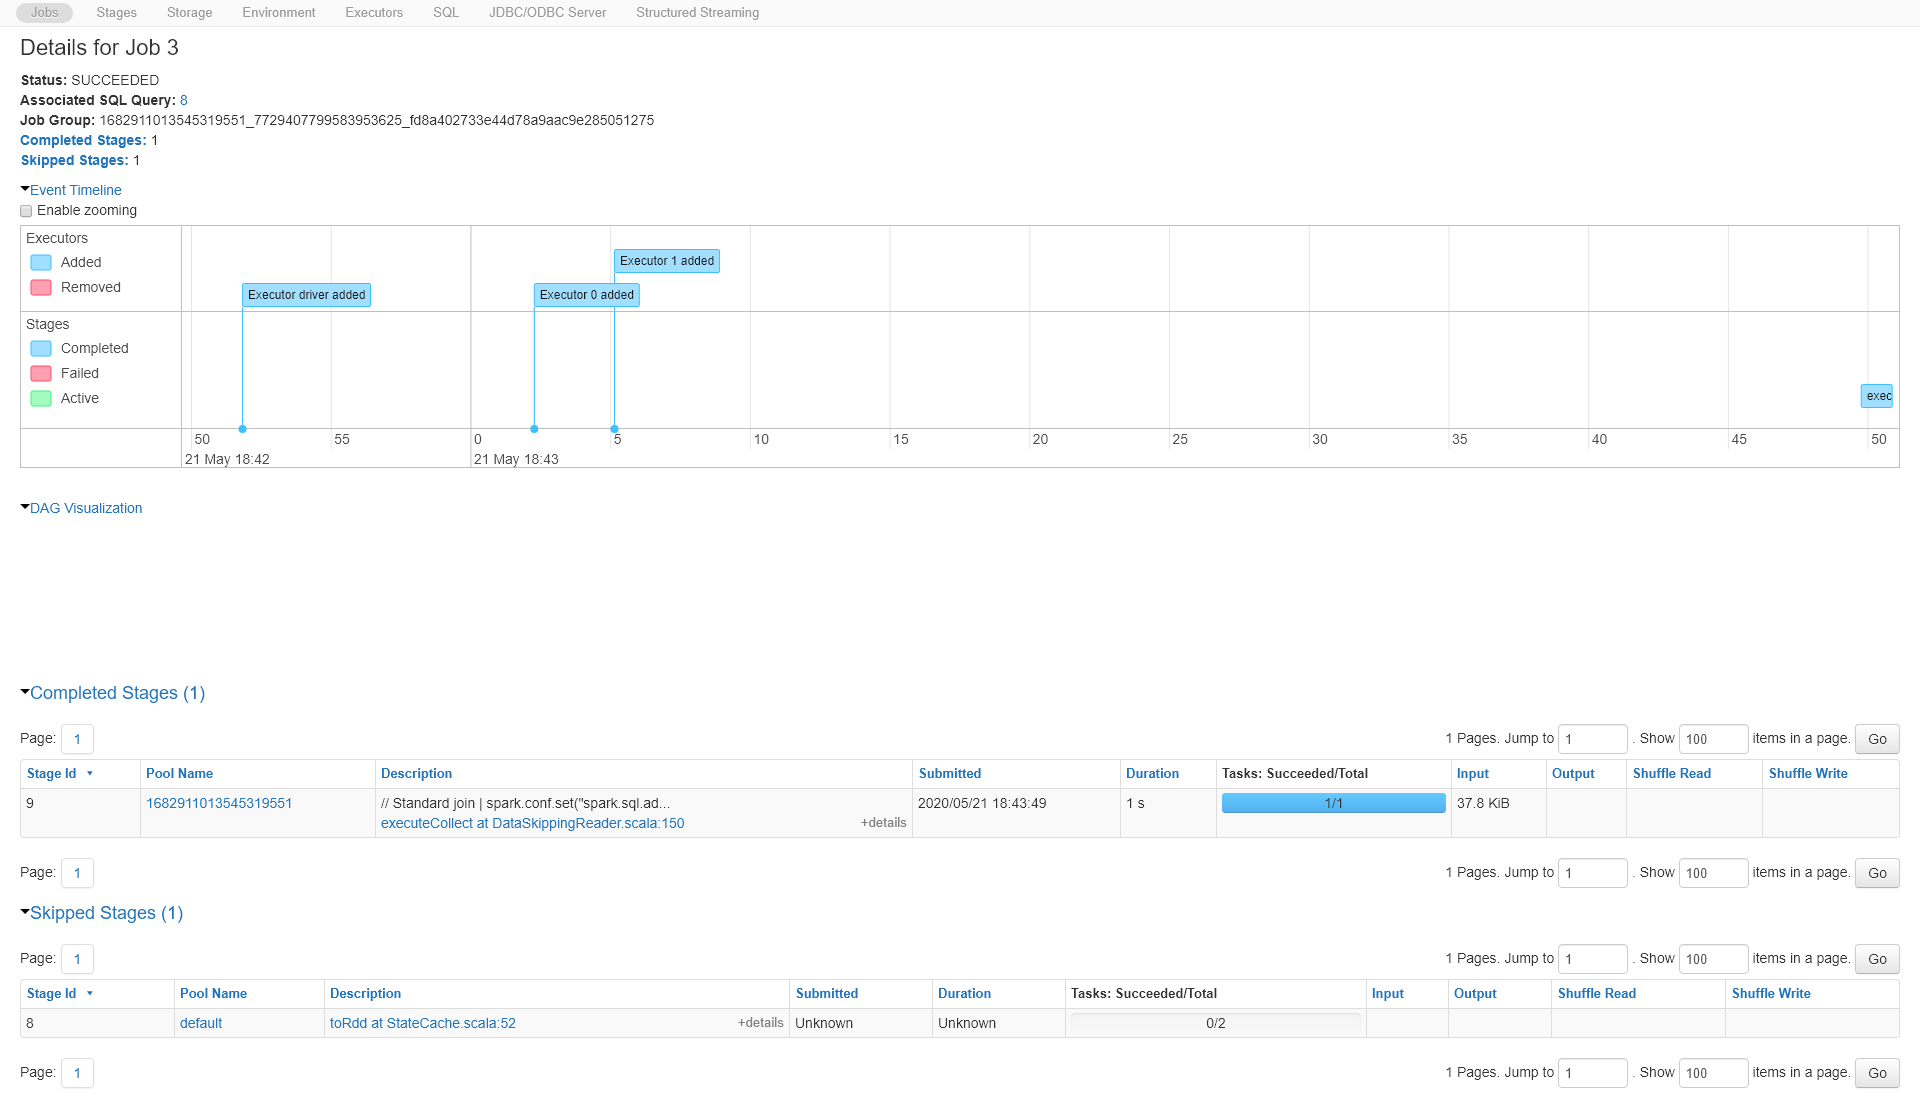 Jobs Stages Storage Environment Executors SQL JDBC/ODBC Server Structured Streaming
Details for Job 3
Status: SUCCEEDED
Associated SQL Query: 8
Job Group: 1682911013545319551_7729407799583953625_fd8a402733e44d78a9aac9e285051275
Completed Stages: 1
Skipped Stages: 1
Event Timeline
Enable zooming
Executors
Added
Removed
Executor driver added
Executor 0 added
Executor 1 added
Stages
Completed
Failed
Active
exec
50 55 0 5 10 15 20 25 30 35 40 45 50
21 May 18:42 21 May 18:43
DAG Visualization
Completed Stages (1)
Page: 1 1 Pages. Jump to 1 . Show 100 items in a page. Go
Stage Id Pool Name Description Submitted Duration Tasks: Succeeded/Total Input Output Shuffle Read Shuffle Write
9 1682911013545319551 // Standard join | spark.conf.set("spark.sql.ad... 2020/05/21 18:43:49 1 s 1/1 37.8 KiB
executeCollect at DataSkippingReader.scala:150 +details
Page: 1 1 Pages. Jump to 1 . Show 100 items in a page. Go
Skipped Stages (1)
Page: 1 1 Pages. Jump to 1 . Show 100 items in a page. Go
Stage Id Pool Name Description Submitted Duration Tasks: Succeeded/Total Input Output Shuffle Read Shuffle Write
8 default toRdd at StateCache.scala:52 +details Unknown Unknown 0/2
Page: 1 1 Pages. Jump to 1 . Show 100 items in a page. Go